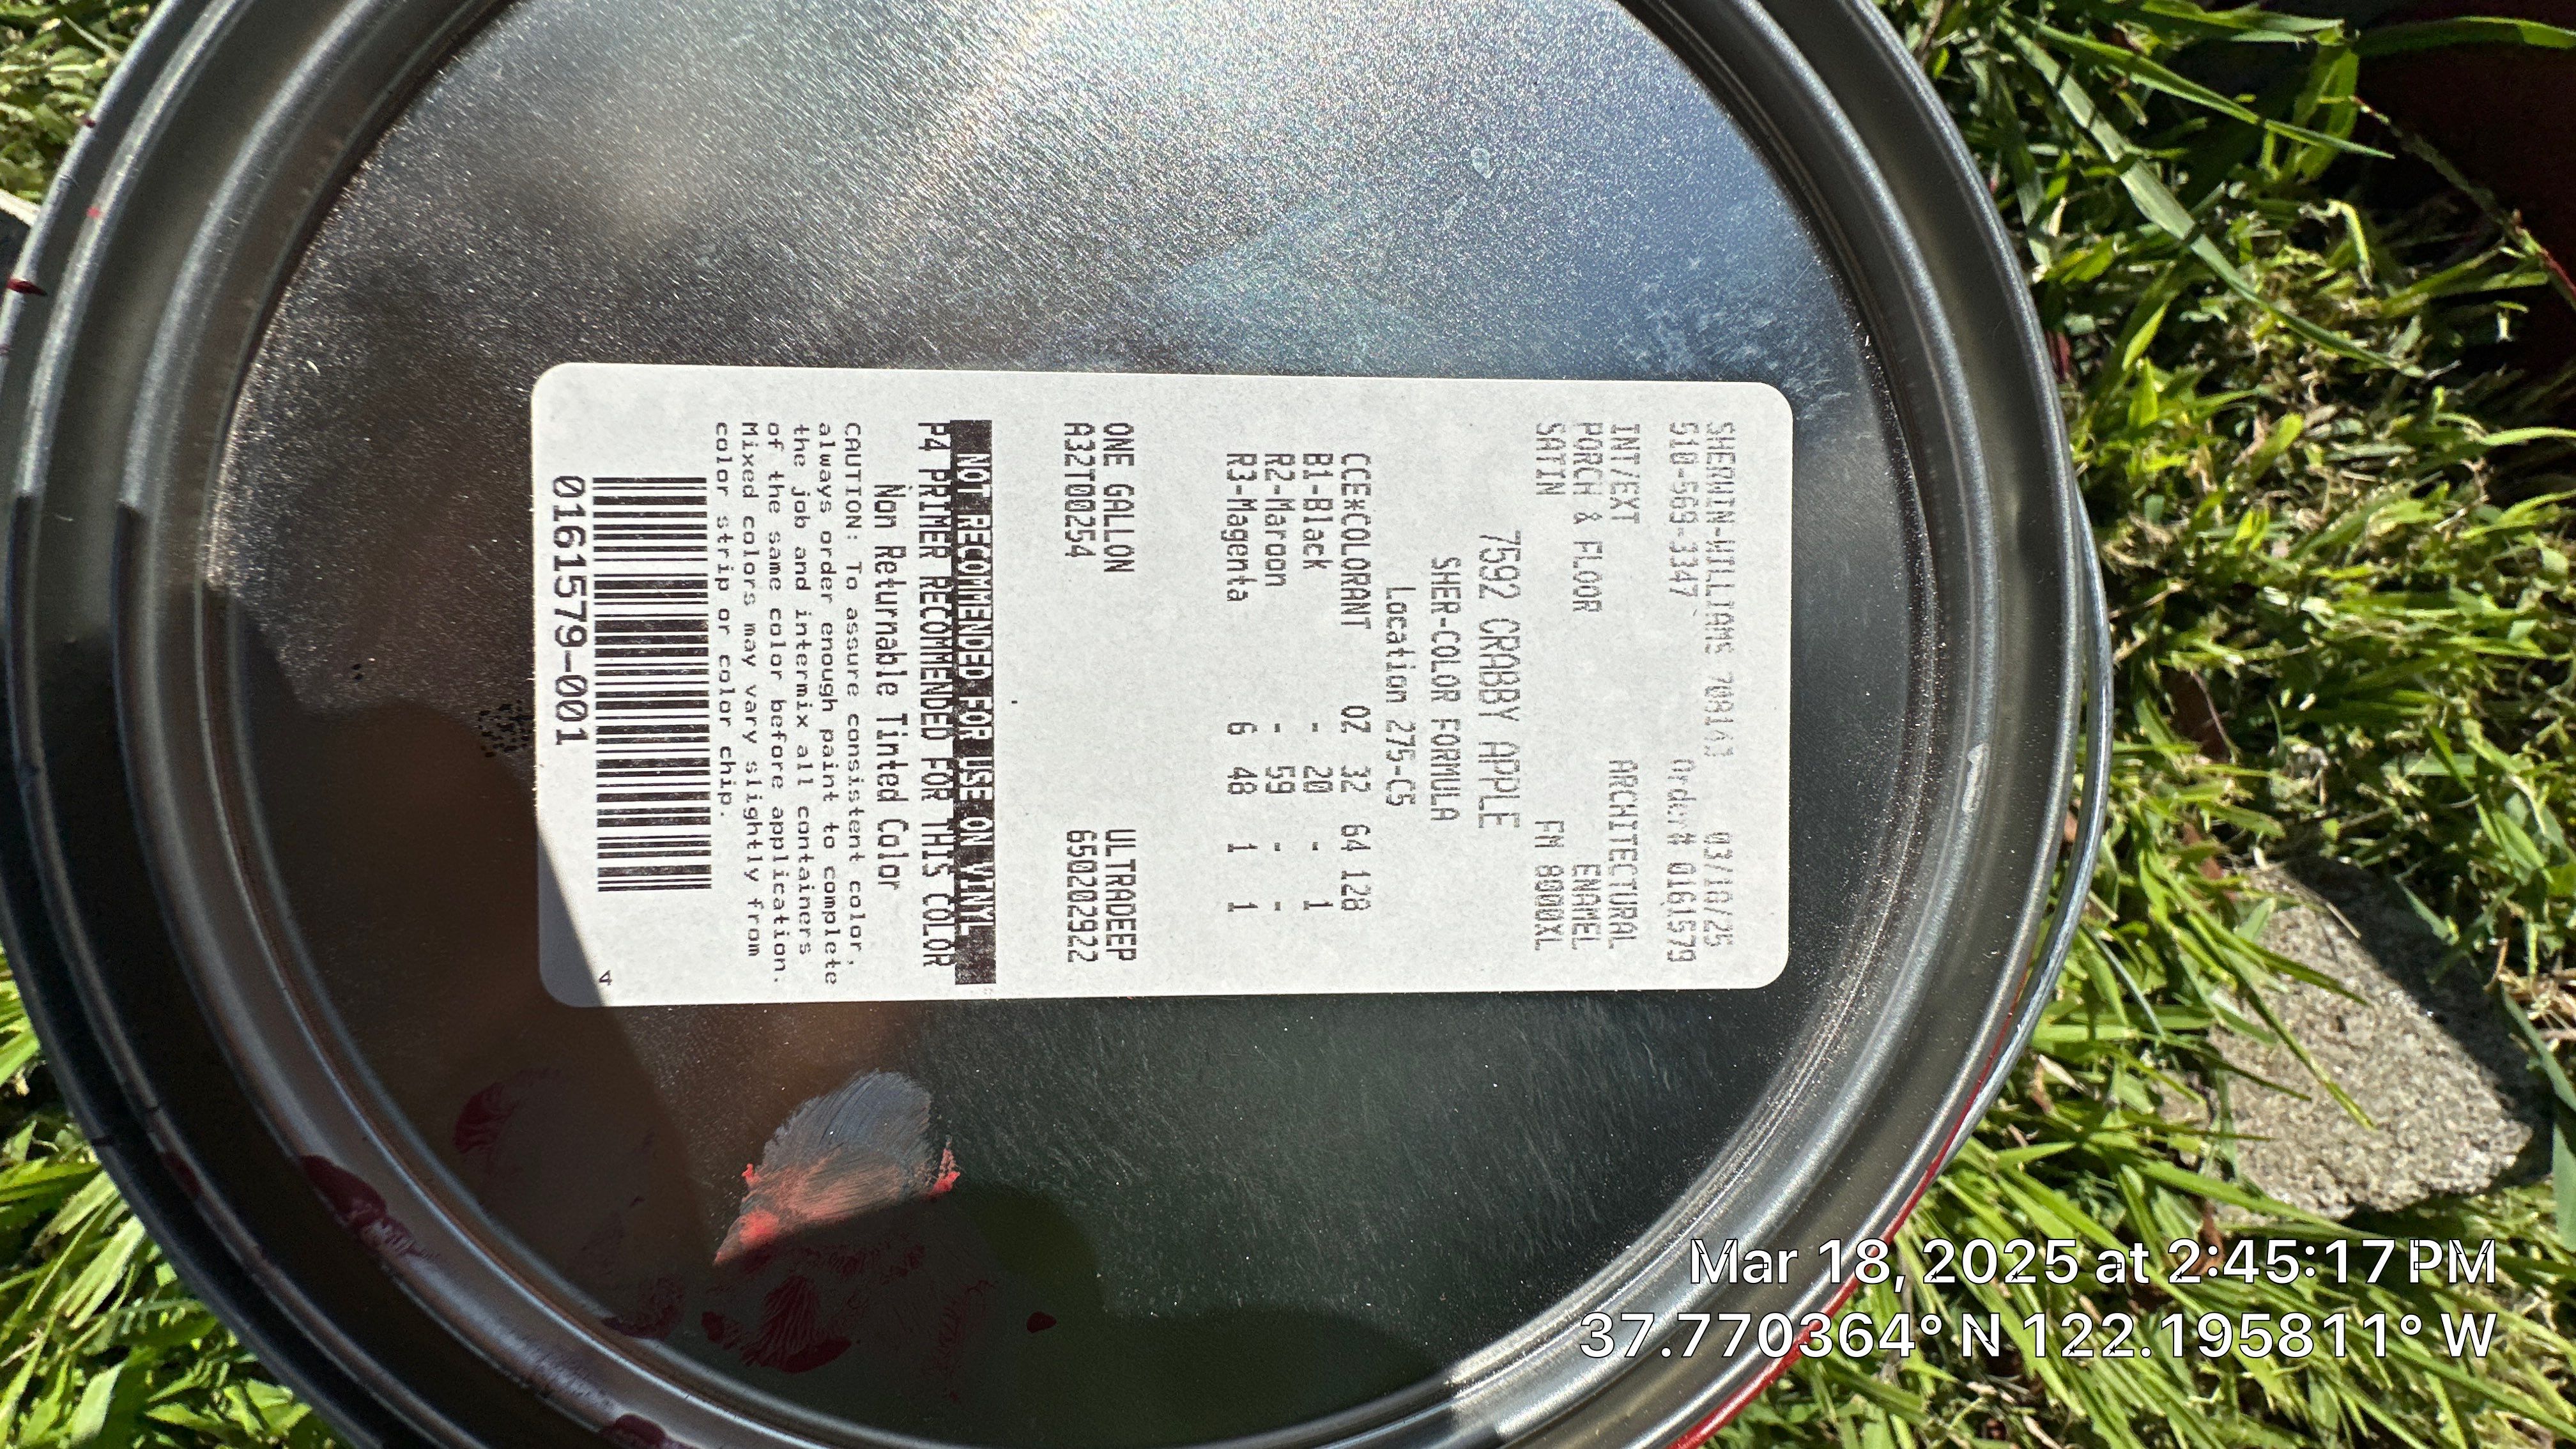 SHERWIN-WILLIAMS 708143 03/18/25
510-569-3347 Order# 0161579
INT/EXT ARCHITECTURAL
PORCH & FLOOR ENAMEL
SATIN FM 8000XL
7592 CRABBY APPLE
SHER-COLOR FORMULA
Location 275-C5
CCE*COLORANT OZ 32 64 128
B1-Black - 20 - 1
R2-Maroon - 59 - -
R3-Magenta 6 48 1 1
ONE GALLON ULTRADEEP
A32T00254 650202922
NOT RECOMMENDED FOR USE ON VINYL
P4 PRIMER RECOMMENDED FOR THIS COLOR
Non Returnable Tinted Color
CAUTION: To assure consistent color,
always order enough paint to complete
the job and intermix all containers
of the same color before application.
Mixed colors may vary slightly from
color strip or color chip.
4
0161579-001
Mar 18, 2025 at 2:45:17 PM
37.770364° N 122.195811° W